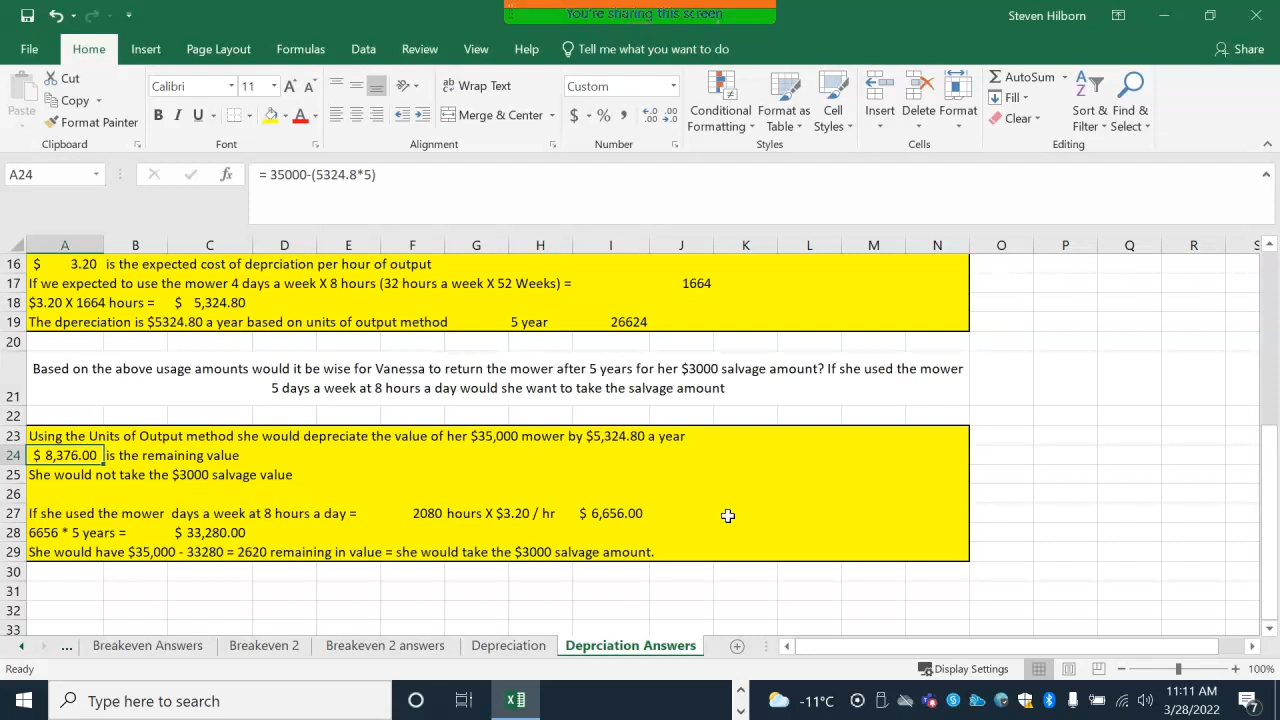 You're sharing this screen
Steven Hilborn
File Home Insert Page Layout Formulas Data Review View Help Tell me what you want to do Share
Paste
Cut
Copy
Format Painter
Calibri 11
B I U
A A
ab Wrap Text
Merge & Center
Custom
$ % ,
Conditional Formatting
Format as Table
Cell Styles
Insert Delete Format
AutoSum
Fill
Clear
Sort & Filter
Find & Select
Clipboard Font Alignment Number Styles Cells Editing
A24 fx = 35000-(5324.8*5)
A B C D E F G H I J K L M N O P Q R S
16 $ 3.20 is the expected cost of deprciation per hour of output
17 If we expected to use the mower 4 days a week X 8 hours (32 hours a week X 52 Weeks) = 1664
18 $3.20 X 1664 hours = $ 5,324.80
19 The dpereciation is $5324.80 a year based on units of output method 5 year 26624
20
21 Based on the above usage amounts would it be wise for Vanessa to return the mower after 5 years for her $3000 salvage amount? If she used the mower
5 days a week at 8 hours a day would she want to take the salvage amount
22
23 Using the Units of Output method she would depreciate the value of her $35,000 mower by $5,324.80 a year
24 $ 8,376.00 is the remaining value
25 She would not take the $3000 salvage value
26
27 If she used the mower days a week at 8 hours a day = 2080 hours X $3.20 / hr $ 6,656.00
28 6656 * 5 years = $ 33,280.00
29 She would have $35,000 - 33280 = 2620 remaining in value = she would take the $3000 salvage amount.
30
31
32
33
... Breakeven Answers Breakeven 2 Breakeven 2 answers Depreciation Deprciation Answers
Ready Display Settings 100%
Type here to search
-11°C
11:11 AM
3/28/2022
7